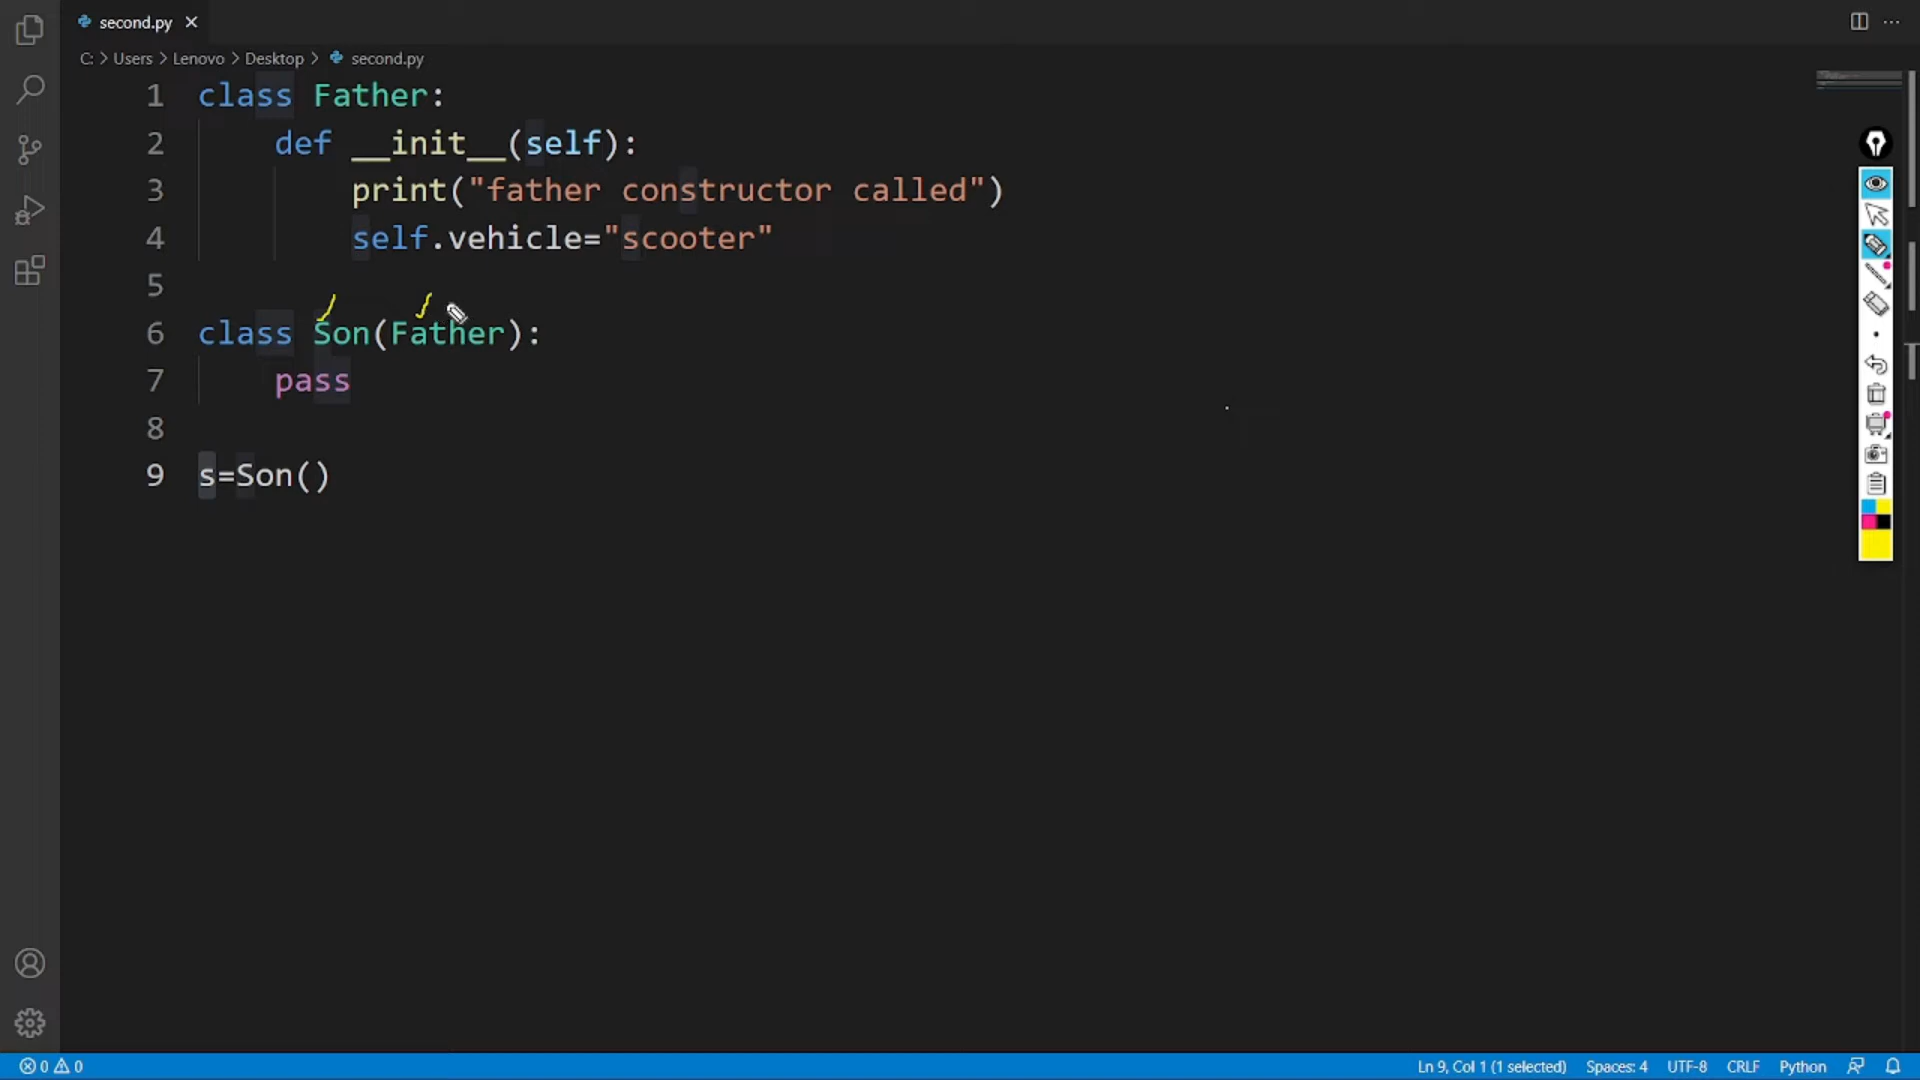 second.py
C: > Users > Lenovo > Desktop > second.py
1 class Father:
2     def __init__(self):
3         print("father constructor called")
4         self.vehicle="scooter"
5
6 class Son(Father):
7     pass
8
9 s=Son()
0 0 Ln 9, Col 1 (1 selected) Spaces: 4 UTF-8 CRLF Python